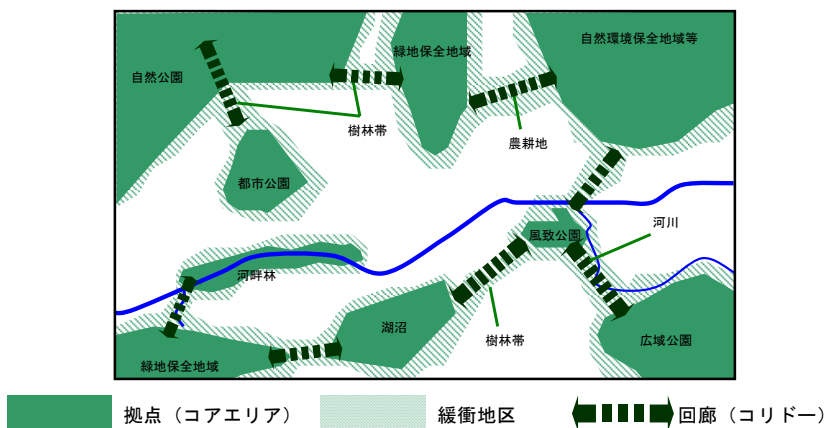 自然公園
緑地保全地域
自然環境保全地域等
樹林帯
農耕地
都市公園
風致公園
河川
河畔林
湖沼
樹林帯
広域公園
緑地保全地域
拠点（コアエリア）
緩衝地区
回廊（コリドー）